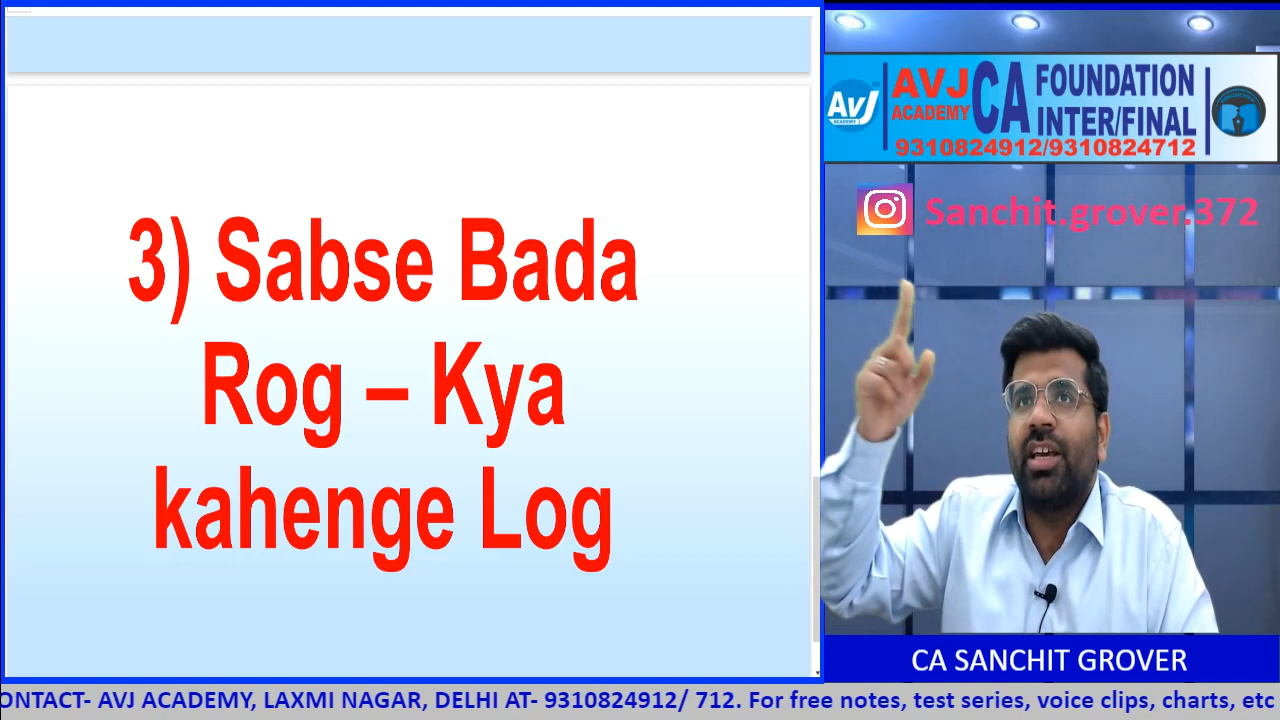 3) Sabse Bada
Rog – Kya
kahenge Log
AVJ
ACADEMY
AVJ
ACADEMY
CA
FOUNDATION
INTER/FINAL
9310824912/9310824712
Sanchit.grover.372
CA SANCHIT GROVER
ONTACT- AVJ ACADEMY, LAXMI NAGAR, DELHI AT- 9310824912/ 712. For free notes, test series, voice clips, charts, etc